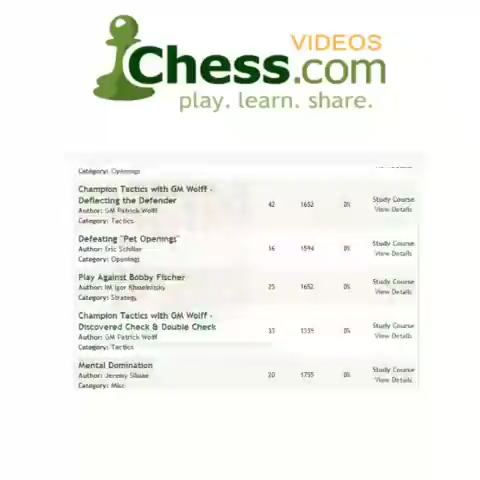 VIDEOS
Chess.com
play. learn. share.
Category: Openings
Champion Tactics with GM Wolff -
Deflecting the Defender
Author: GM Patrick Wolff
Category: Tactics
42 1652 0% Study Course
View Details
Defeating "Pet Openings"
Author: Eric Schiller
Category: Openings
16 1594 0% Study Course
View Details
Play Against Bobby Fischer
Author: IM Igor Khmelnitsky
Category: Strategy
25 1652 0% Study Course
View Details
Champion Tactics with GM Wolff -
Discovered Check & Double Check
Author: GM Patrick Wolff
Category: Tactics
33 0% Study Course
View Details
Mental Domination
Author: Jeremy Silman
Category: Misc
20 1755 0% Study Course
View Details